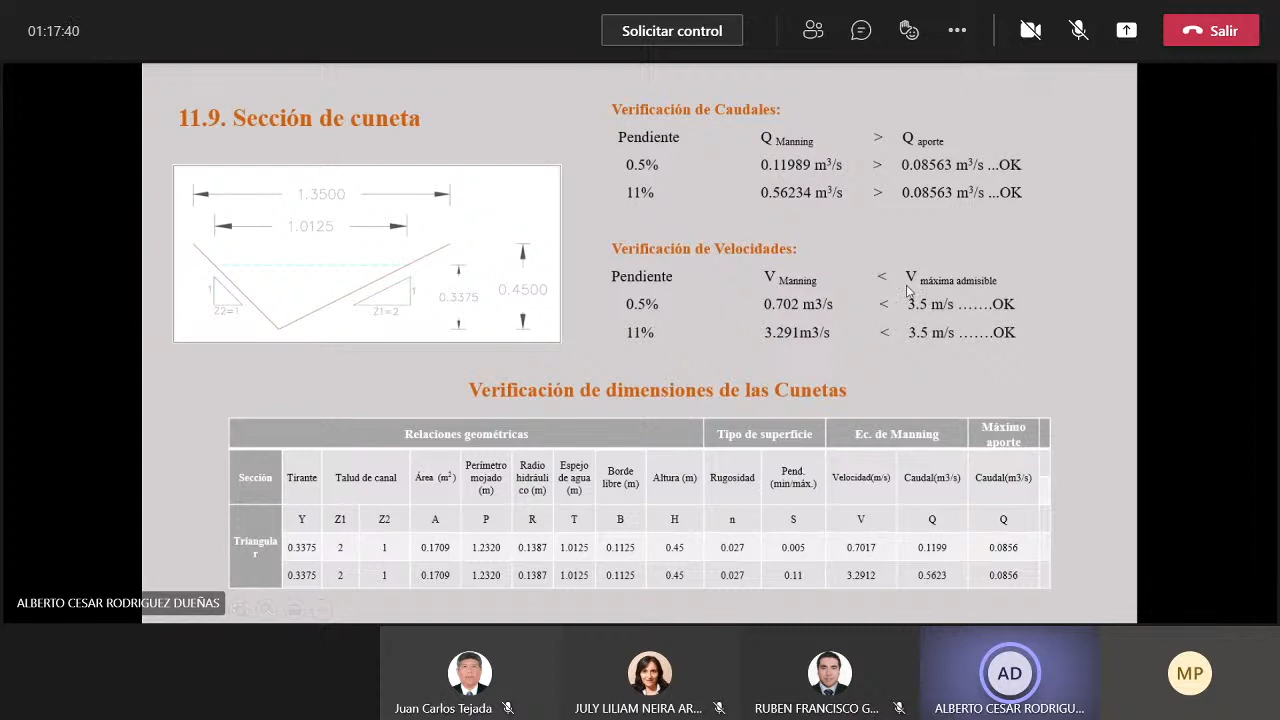 01:17:40
Solicitar control
Salir
11.9. Sección de cuneta
1.3500
1.0125
1
Z2=1
Z1=2
1
0.3375
0.4500
Verificación de Caudales:
Pendiente Q Manning > Q aporte
0.5% 0.11989 m³/s > 0.08563 m³/s ...OK
11% 0.56234 m³/s > 0.08563 m³/s ...OK
Verificación de Velocidades:
Pendiente V Manning < V máxima admisible
0.5% 0.702 m3/s < 3.5 m/s …….OK
11% 3.291m3/s < 3.5 m/s …….OK
Verificación de dimensiones de las Cunetas
Relaciones geométricas Tipo de superficie Ec. de Manning Máximo aporte
Sección Tirante Talud de canal Área (m²) Perímetro mojado (m) Radio hidráulico (m) Espejo de agua (m) Borde libre (m) Altura (m) Rugosidad Pend. (min/máx.) Velocidad(m/s) Caudal(m3/s) Caudal(m3/s)
Triangular Y Z1 Z2 A P R T B H n S V Q Q
0.3375 2 1 0.1709 1.2320 0.1387 1.0125 0.1125 0.45 0.027 0.005 0.7017 0.1199 0.0856
0.3375 2 1 0.1709 1.2320 0.1387 1.0125 0.1125 0.45 0.027 0.11 3.2912 0.5623 0.0856
ALBERTO CESAR RODRIGUEZ DUEÑAS
AD
MP
Juan Carlos Tejada
JULY LILIAM NEIRA AR...
RUBEN FRANCISCO G...
ALBERTO CESAR RODRIGU...